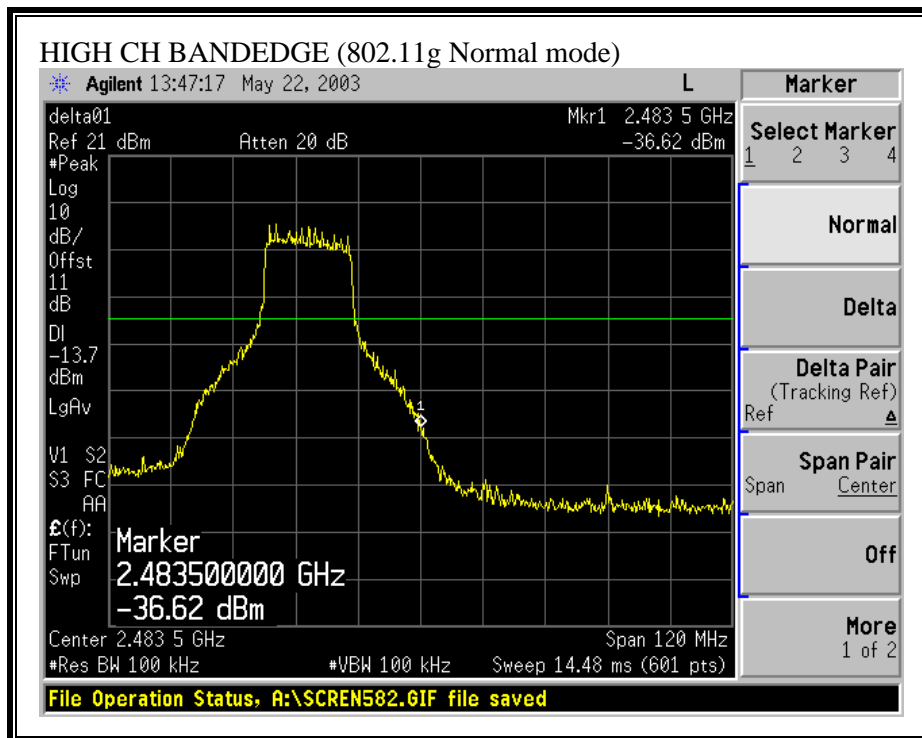 HIGH CH BANDEDGE (802.11g Normal mode)
Agilent 13:47:17 May 22, 2003 L
delta01 Mkr1 2.483 5 GHz
Ref 21 dBm Atten 20 dB -36.62 dBm
#Peak
Log
10
dB/
Offst
11
dB
DI
-13.7
dBm
LgAv
V1 S2
S3 FC
AA
£(f):
FTun
Swp
1
Marker
2.483500000 GHz
-36.62 dBm
Center 2.483 5 GHz Span 120 MHz
#Res BW 100 kHz #VBW 100 kHz Sweep 14.48 ms (601 pts)
File Operation Status, A:\SCREN582.GIF file saved
Marker
Select Marker
1 2 3 4
Normal
Delta
Delta Pair
(Tracking Ref)
Ref Δ
Span Pair
Span Center
Off
More
1 of 2